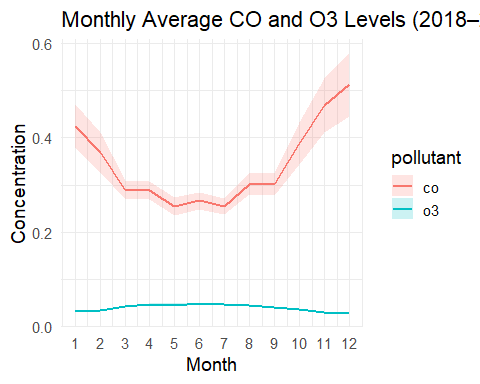 Monthly Average CO and O3 Levels (2018–
0.6
0.4
0.2
0.0
Concentration
1 2 3 4 5 6 7 8 9 10 11 12
Month
pollutant
co
o3